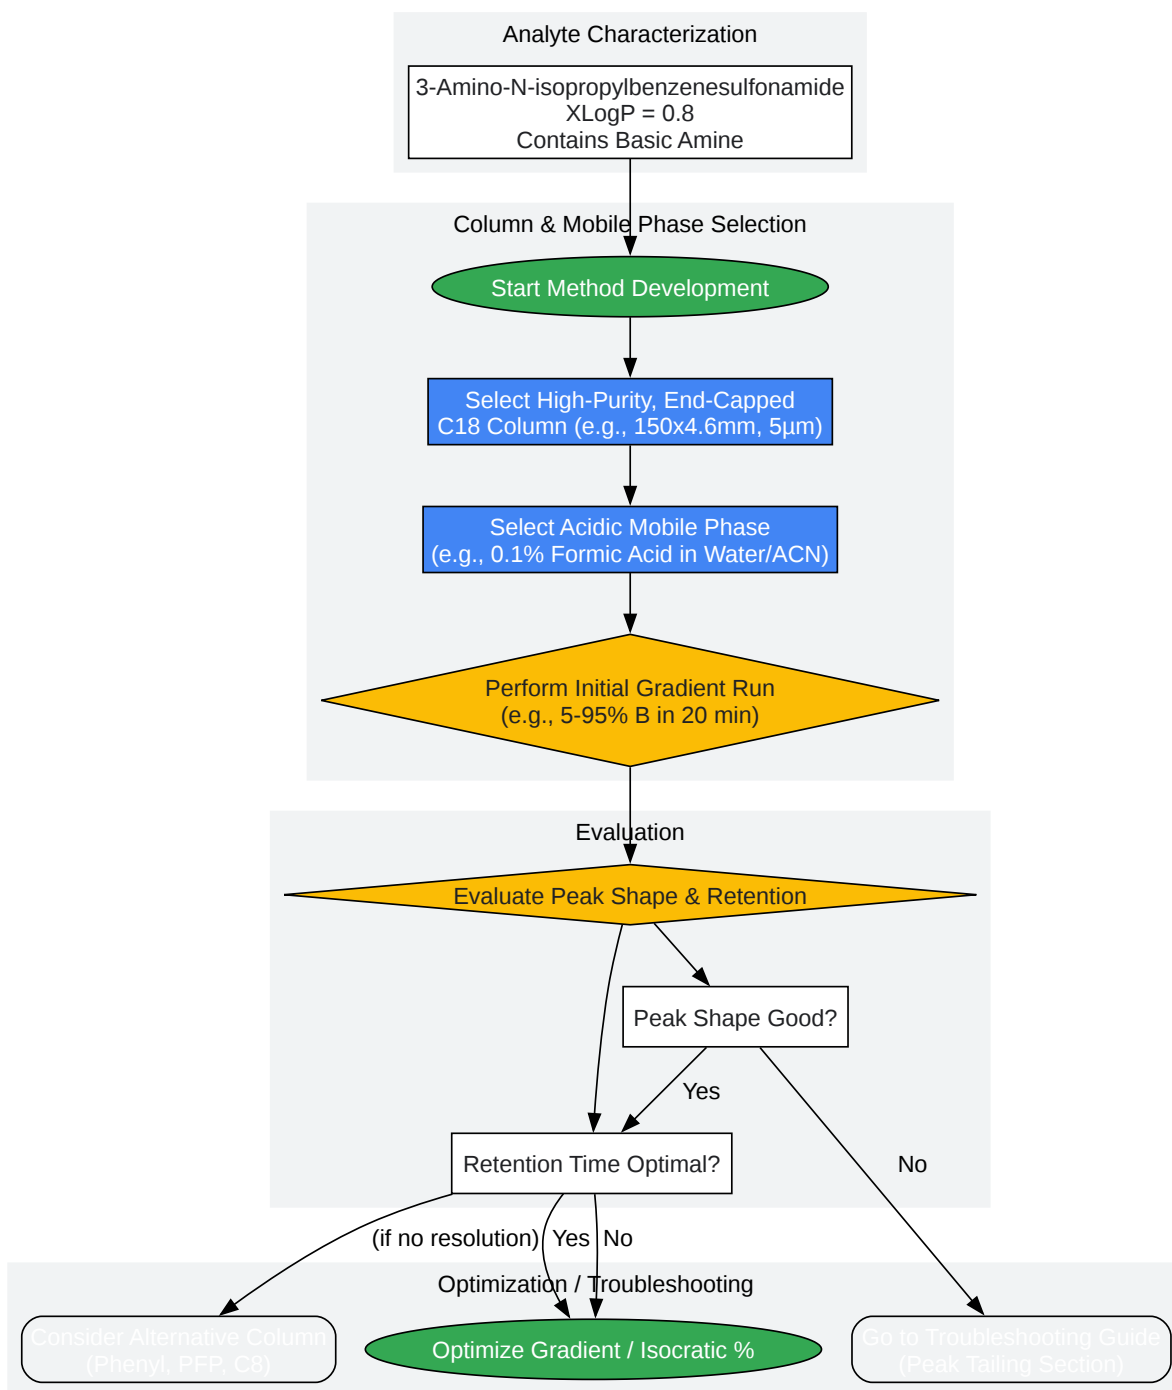 Analyte Characterization
3-Amino-N-isopropylbenzenesulfonamide
XLogP = 0.8
Contains Basic Amine
Column & Mobile Phase Selection
Start Method Development
Select High-Purity, End-Capped
C18 Column (e.g., 150x4.6mm, 5µm)
Select Acidic Mobile Phase
(e.g., 0.1% Formic Acid in Water/ACN)
Perform Initial Gradient Run
(e.g., 5-95% B in 20 min)
Evaluation
Evaluate Peak Shape & Retention
Peak Shape Good?
Yes
Retention Time Optimal?
No
(if no resolution)
Yes
No
Optimization / Troubleshooting
Consider Alternative Column
(Phenyl, PFP, C8)
Optimize Gradient / Isocratic %
Go to Troubleshooting Guide
(Peak Tailing Section)